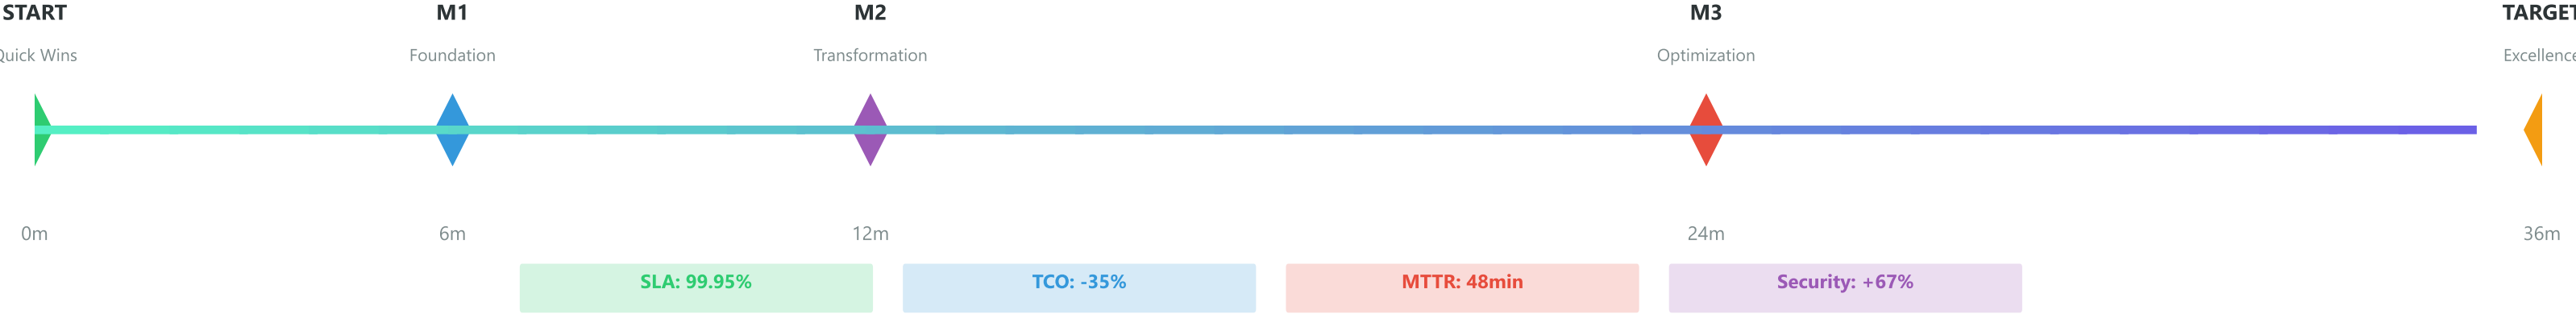 START
Quick Wins
M1
Foundation
M2
Transformation
M3
Optimization
TARGET
Excellence
0m
6m
12m
24m
36m
SLA: 99.95%
TCO: -35%
MTTR: 48min
Security: +67%